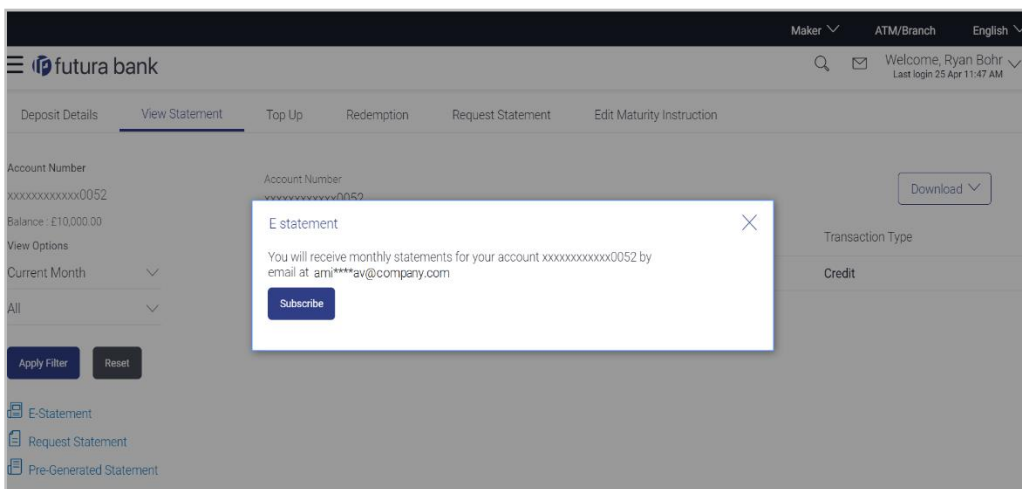 Maker ATM/Branch English
futura bank
Welcome, Ryan Bohr
Last login 25 Apr 11:47 AM
Deposit Details View Statement Top Up Redemption Request Statement Edit Maturity Instruction
Account Number
xxxxxxxxxxxx0052
Balance : £10,000.00
View Options
Current Month
All
Apply Filter Reset
E-Statement
Request Statement
Pre-Generated Statement
Account Number
xxxxxxxxxxxx0052
Download
Transaction Type
Credit
E statement
You will receive monthly statements for your account xxxxxxxxxxxx0052 by
email at ami****av@company.com
Subscribe